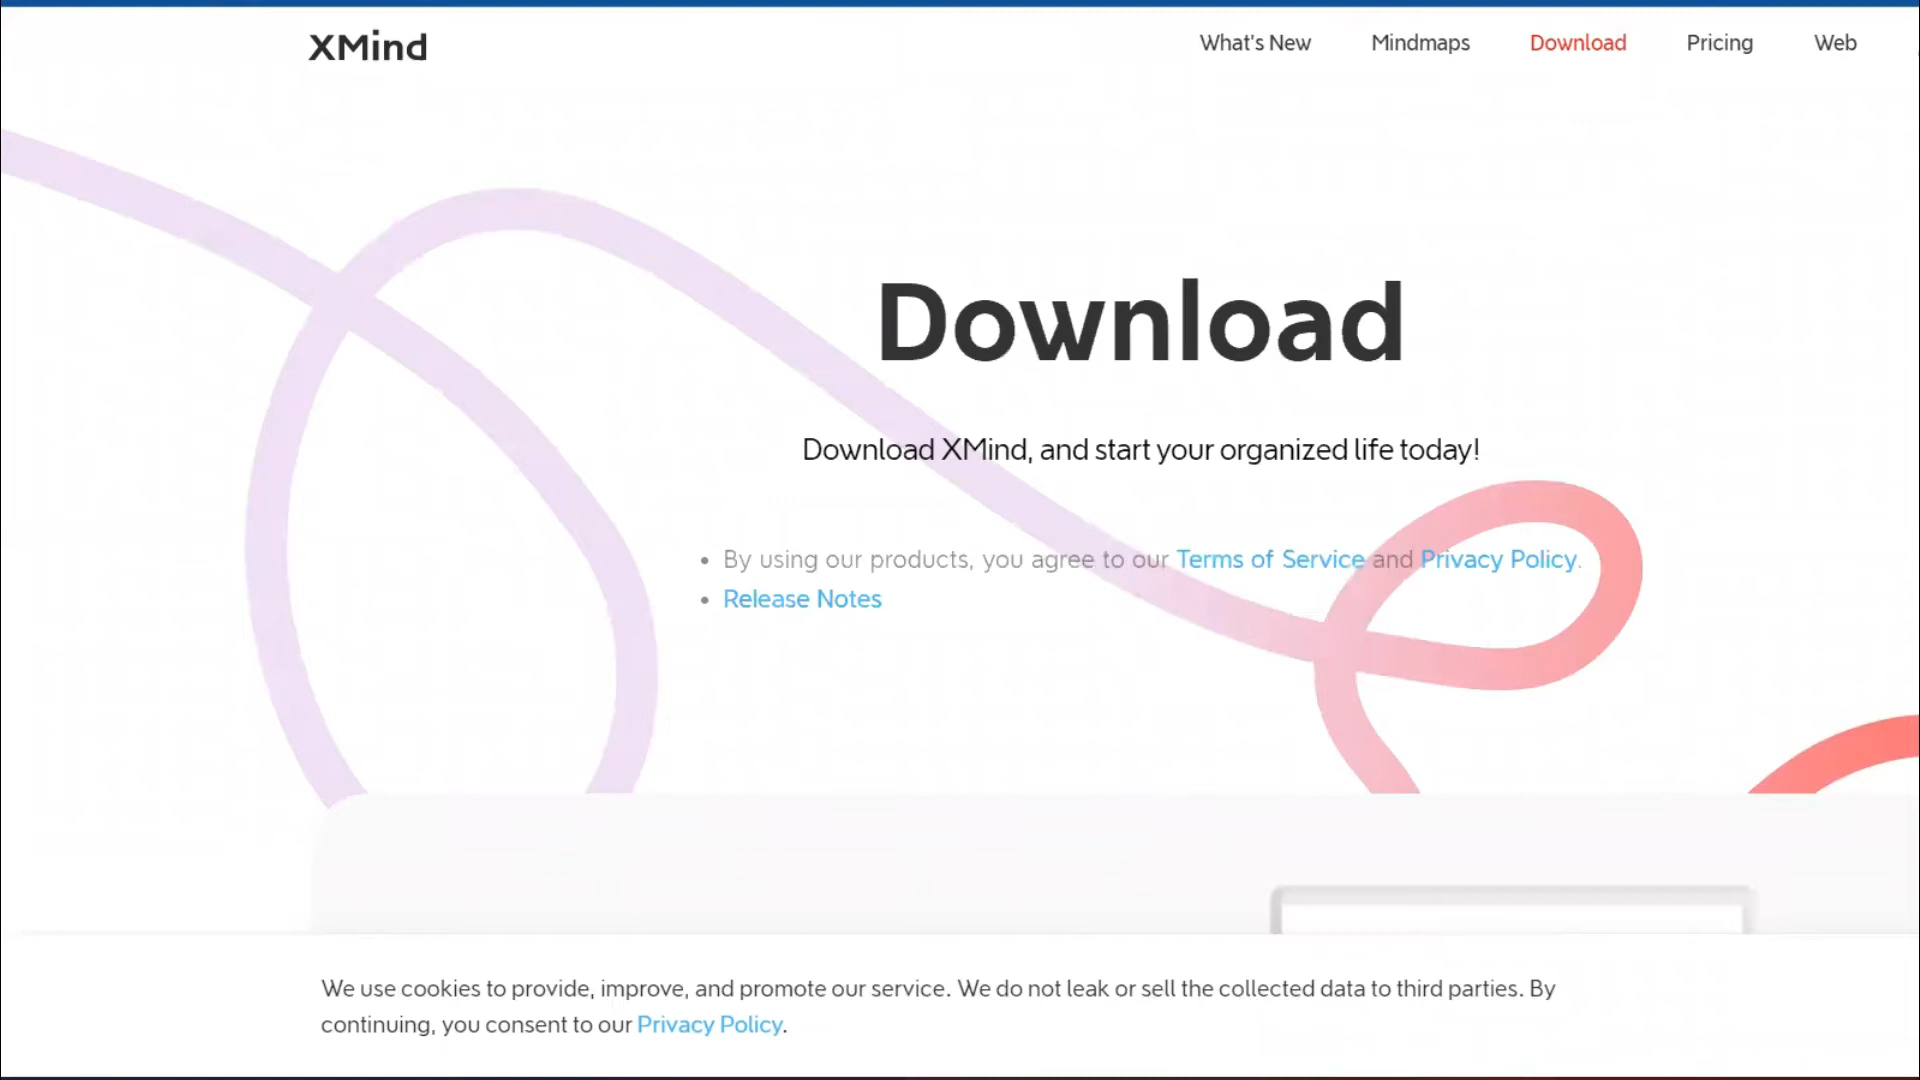 XMind
What's New
Mindmaps
Download
Pricing
Web
Download
Download XMind, and start your organized life today!
• By using our products, you agree to our Terms of Service and Privacy Policy.
• Release Notes
We use cookies to provide, improve, and promote our service. We do not leak or sell the collected data to third parties. By
continuing, you consent to our Privacy Policy.